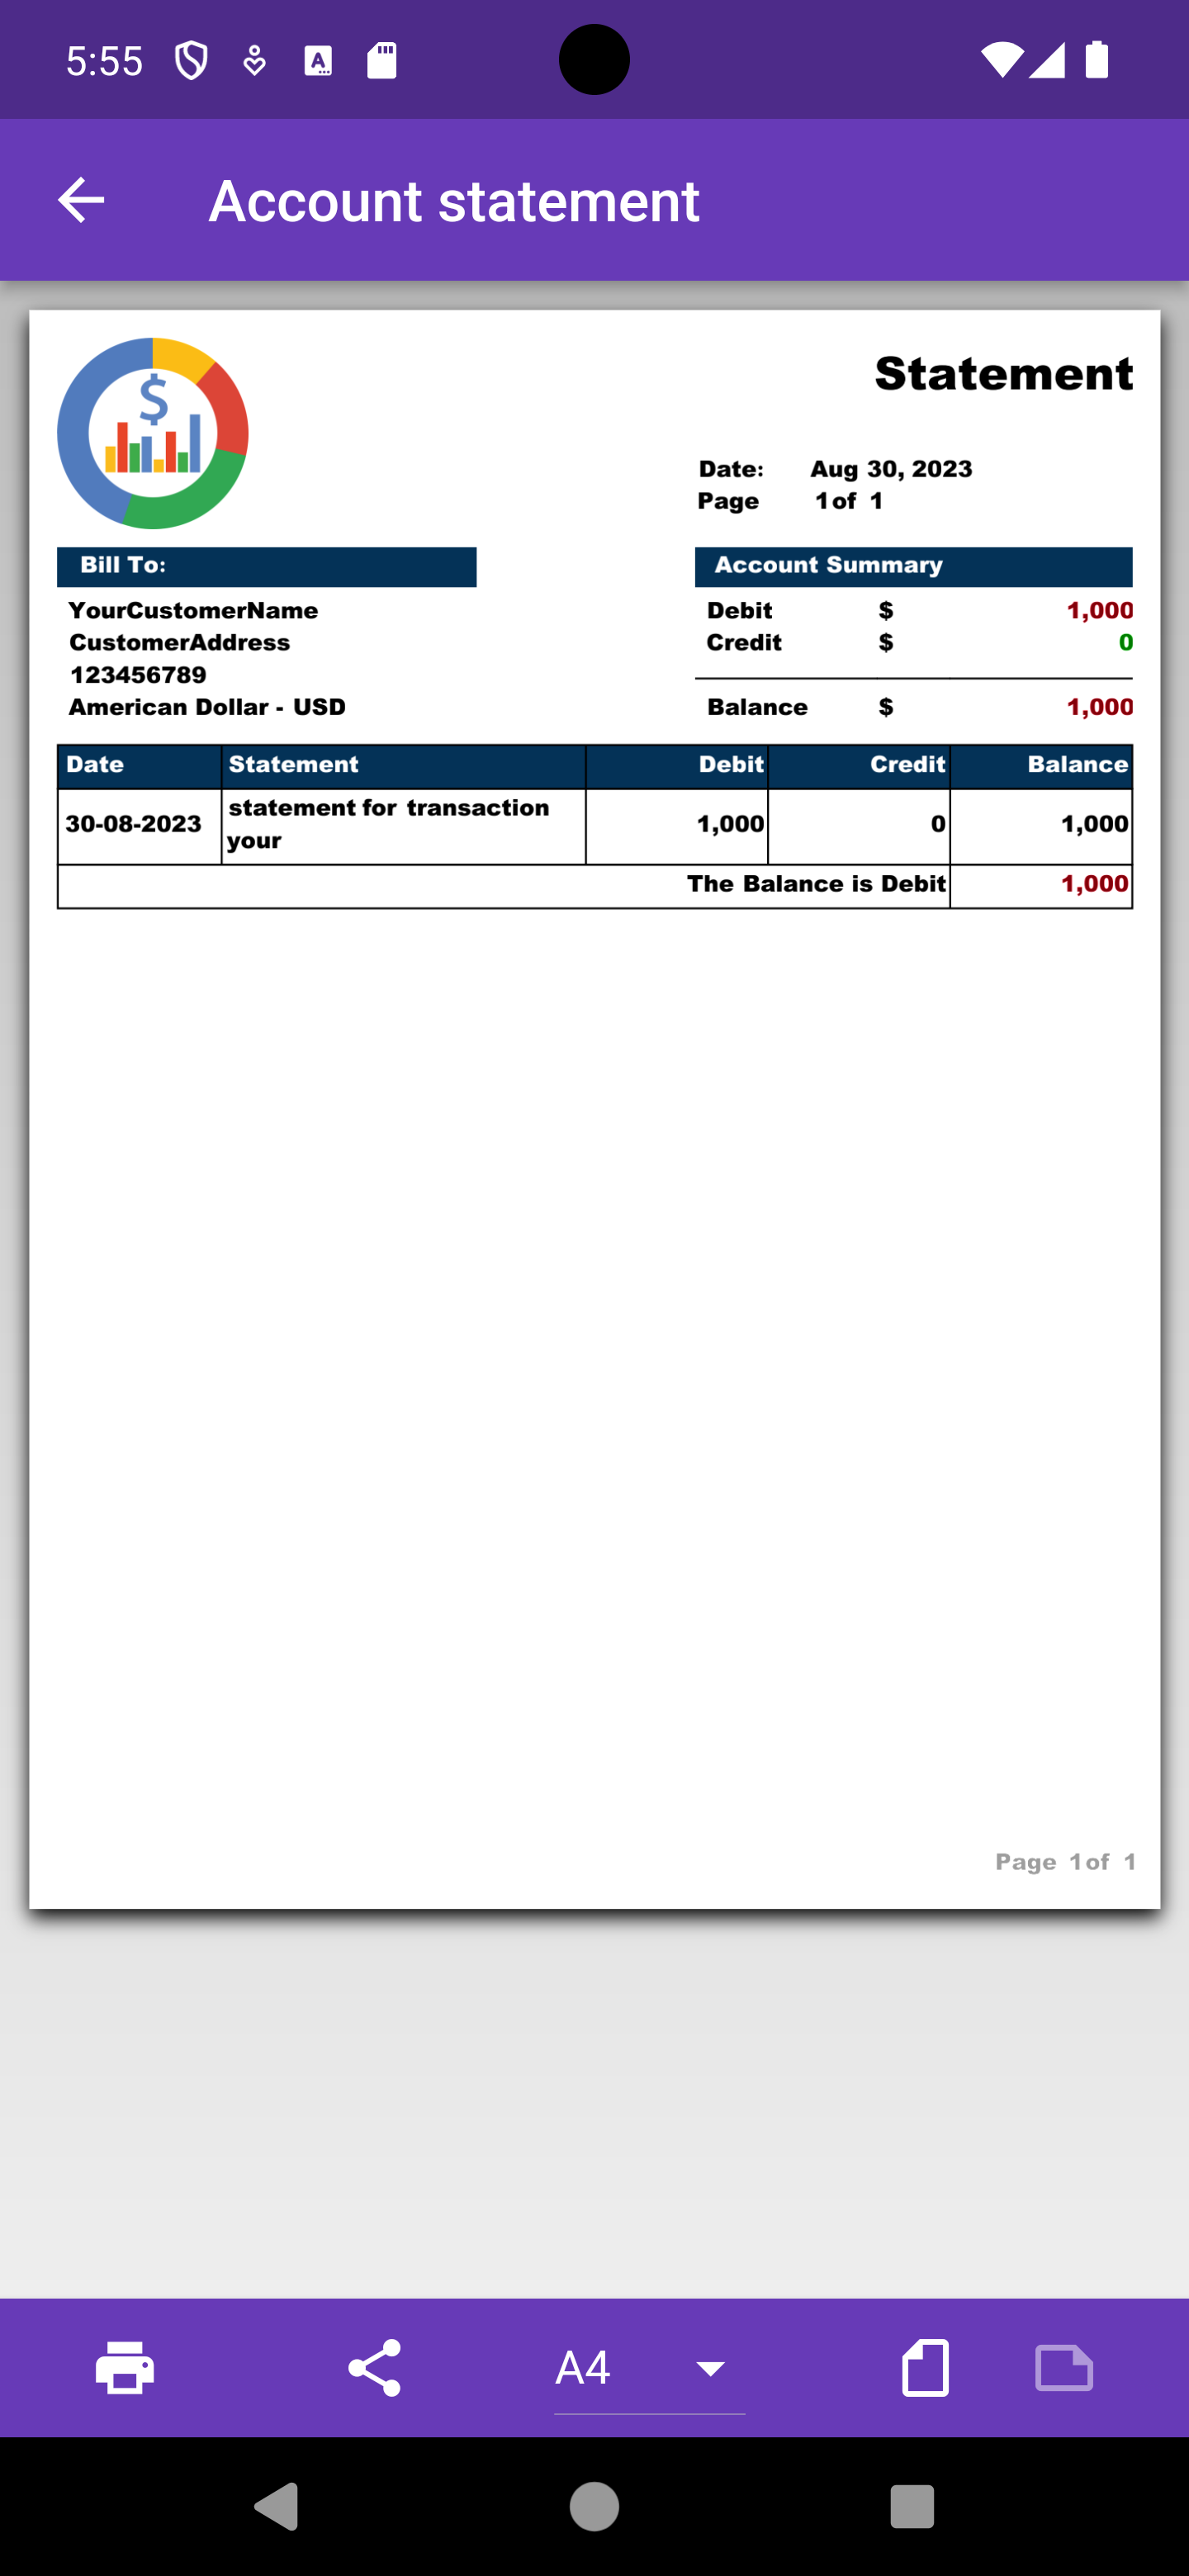 5:55
Account statement
$
Statement
Date: Aug 30, 2023
Page 1of 1
Bill To:
Account Summary
YourCustomerName
CustomerAddress
123456789
American Dollar - USD
Debit $ 1,000
Credit $ 0
Balance $ 1,000
Date Statement Debit Credit Balance
30-08-2023 statement for transaction your 1,000 0 1,000
The Balance is Debit 1,000
Page 1of 1
A4